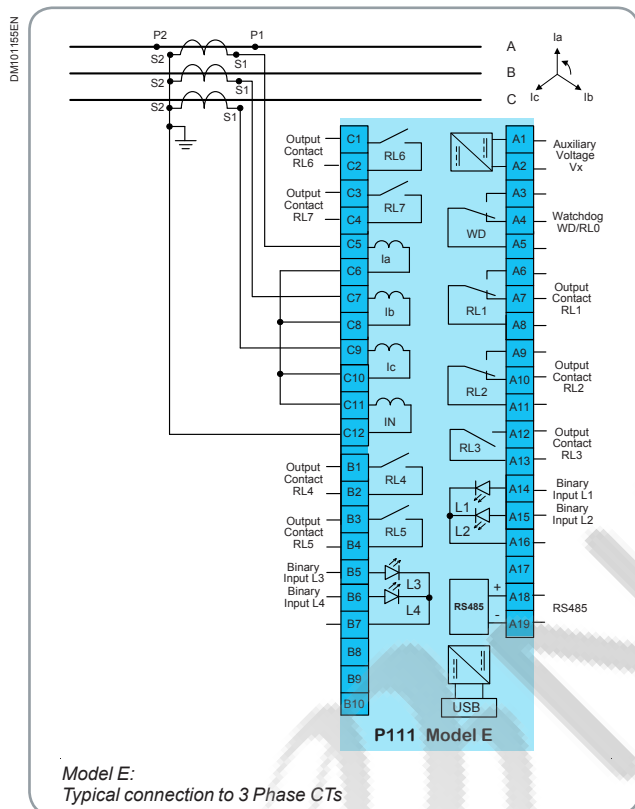 DM101155EN
P2 P1 A Ia
S2 S1
B
S2 S1
Ic Ib
C
S2 S1
Output
Contact
RL6
C1
C2
RL6
Output
Contact
RL7
C3
C4
RL7
C5
C6
Ia
C7
C8
Ib
C9
C10
Ic
C11
C12
IN
Output
Contact
RL4
B1
B2
RL4
Output
Contact
RL5
B3
B4
RL5
Binary
Input L3
Binary
Input L4
B5
B6
B7
L3
L4
B8
B9
B10
A1
A2
Auxiliary
Voltage
Vx
A3
A4
A5
WD
Watchdog
WD/RL0
A6
A7
A8
RL1
Output
Contact
RL1
A9
A10
A11
RL2
Output
Contact
RL2
A12
A13
RL3
Output
Contact
RL3
A14
A15
A16
L1
L2
Binary
Input L1
Binary
Input L2
A17
A18
A19
RS485
+
-
RS485
USB
P111 Model E
Model E:
Typical connection to 3 Phase CTs